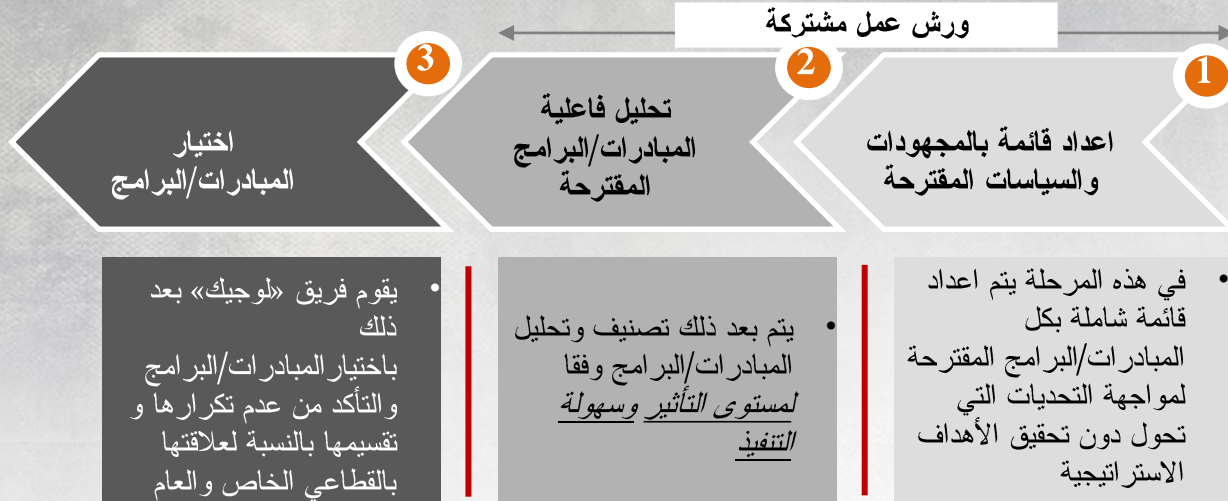 ورش عمل مشتركة
1
اعداد قائمة بالمجهودات
والسياسات المقترحة
2
تحليل فاعلية
المبادرات/البرامج
المقترحة
3
اختيار
المبادرات/البرامج
• في هذه المرحلة يتم اعداد
قائمة شاملة بكل
المبادرات/البرامج المقترحة
لمواجهة التحديات التي
تحول دون تحقيق الأهداف
الاستراتيجية
• يتم بعد ذلك تصنيف وتحليل
المبادرات/البرامج وفقا
لمستوى التأثير وسهولة
التنفيذ
• يقوم فريق «لوجيك» بعد
ذلك
باختيار المبادرات/البرامج
والتأكد من عدم تكرارها و
تقسيمها بالنسبة لعلاقتها
بالقطاعي الخاص والعام